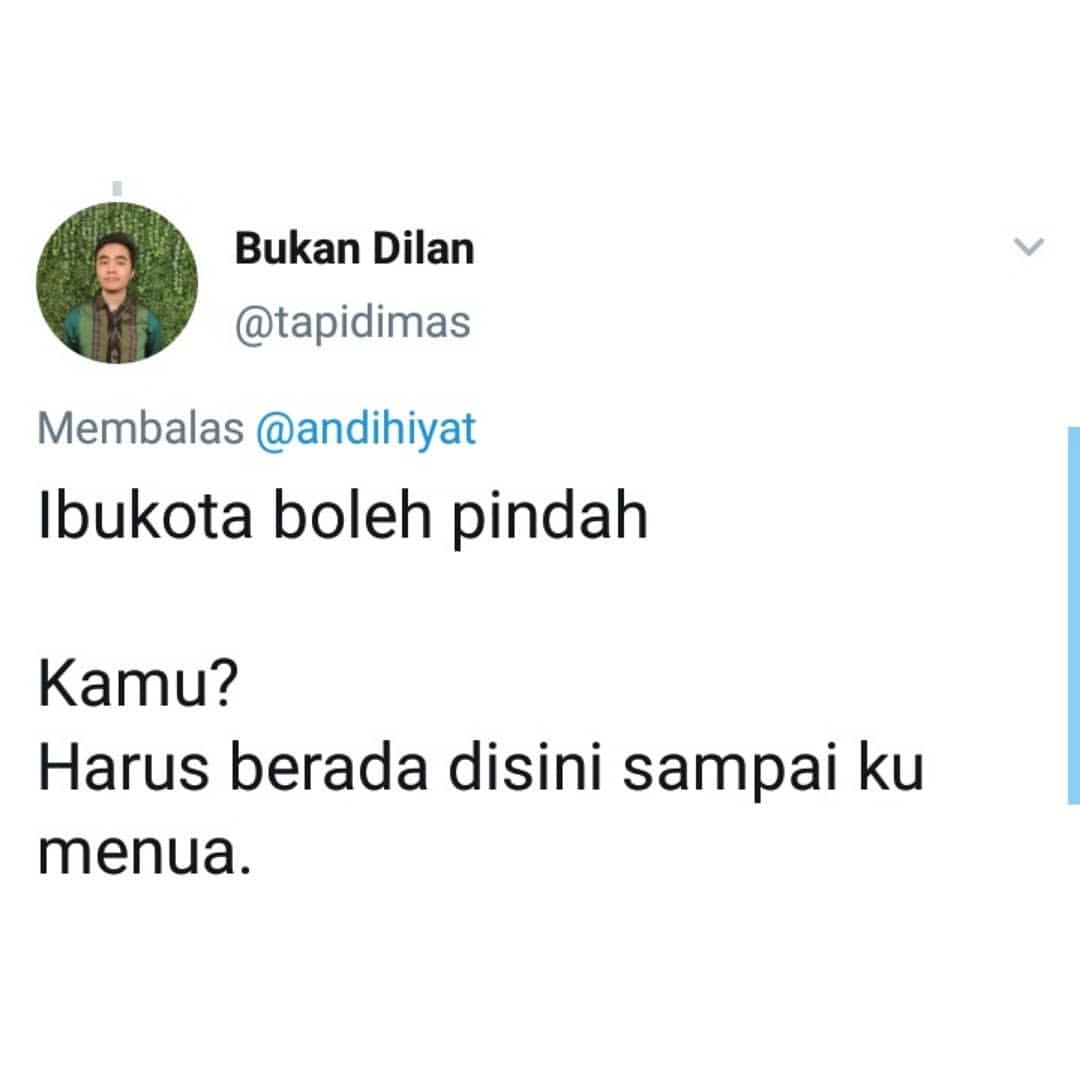 Bukan Dilan
@tapidimas
Membalas @andihiyat
Ibukota boleh pindah
Kamu?
Harus berada disini sampai ku
menua.